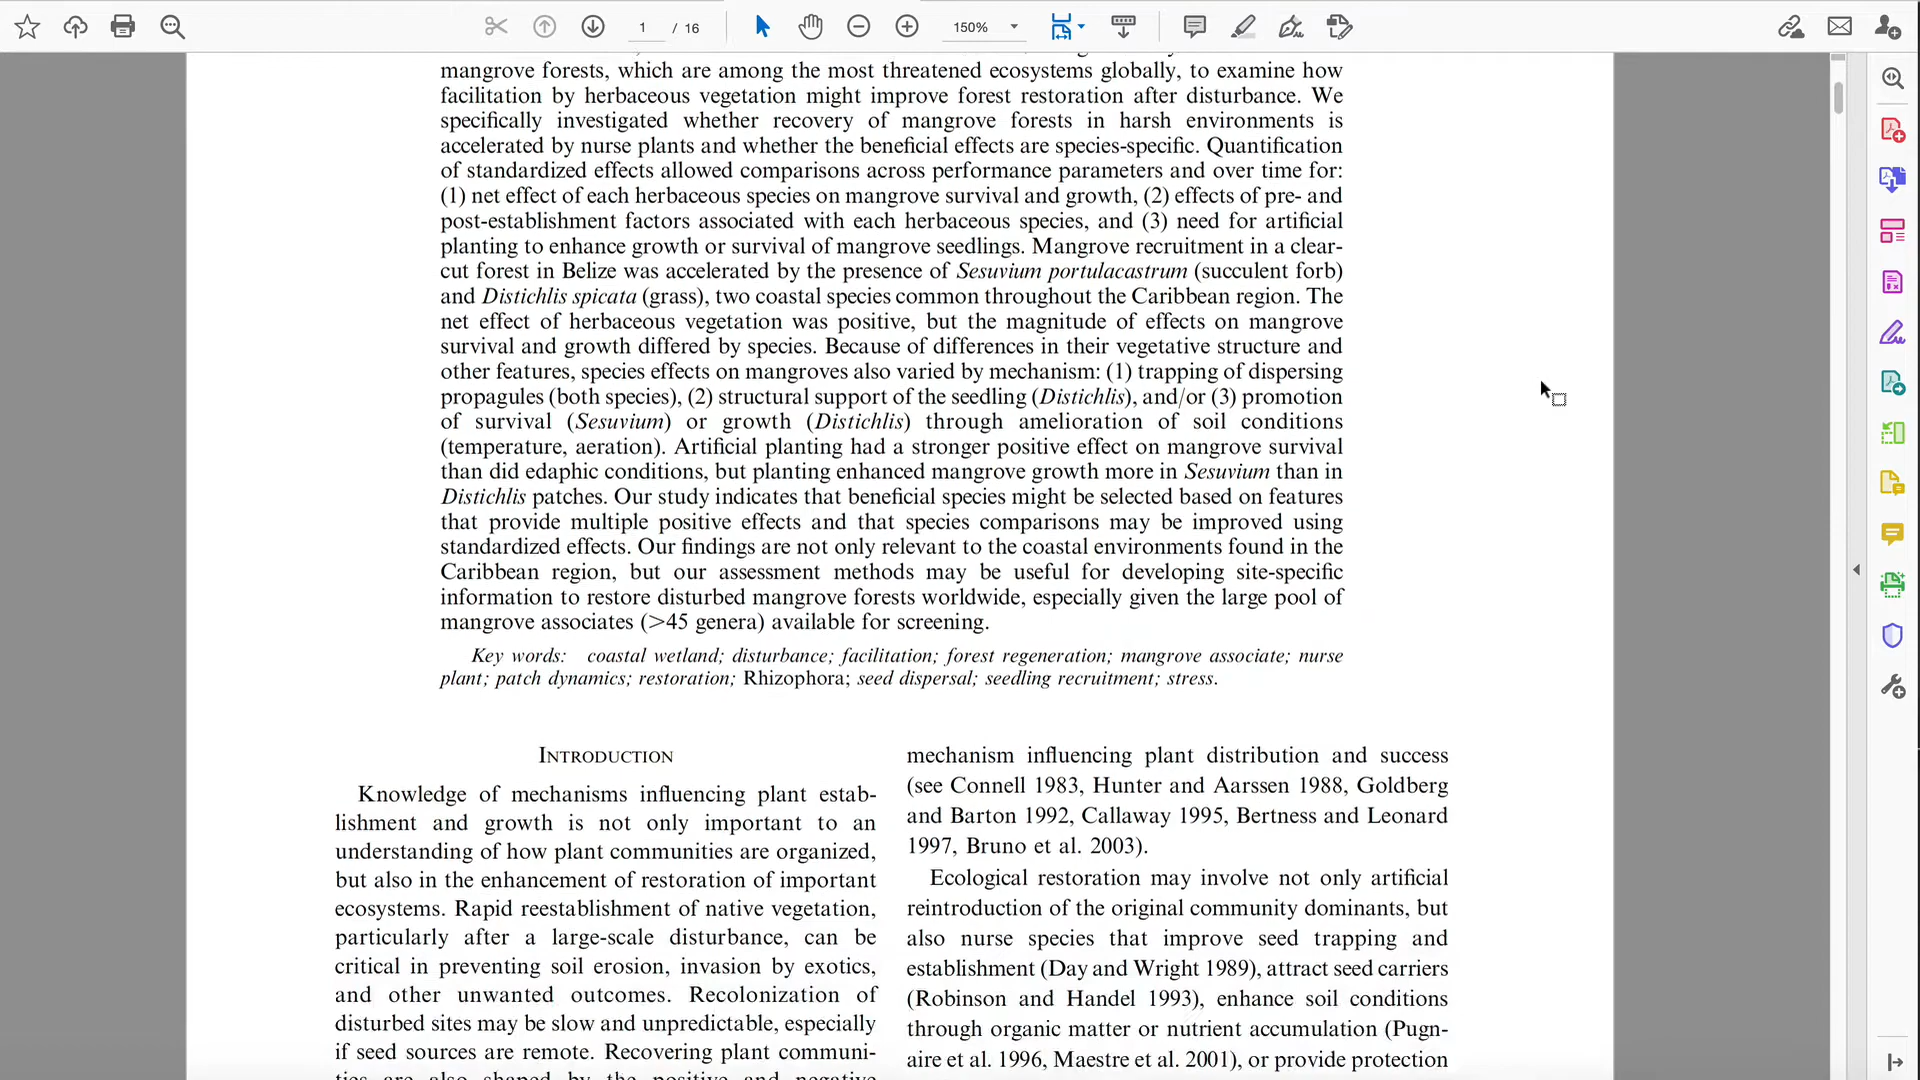 1 / 16
150%
mangrove forests, which are among the most threatened ecosystems globally, to examine how
facilitation by herbaceous vegetation might improve forest restoration after disturbance. We
specifically investigated whether recovery of mangrove forests in harsh environments is
accelerated by nurse plants and whether the beneficial effects are species-specific. Quantification
of standardized effects allowed comparisons across performance parameters and over time for:
(1) net effect of each herbaceous species on mangrove survival and growth, (2) effects of pre- and
post-establishment factors associated with each herbaceous species, and (3) need for artificial
planting to enhance growth or survival of mangrove seedlings. Mangrove recruitment in a clear-
cut forest in Belize was accelerated by the presence of Sesuvium portulacastrum (succulent forb)
and Distichlis spicata (grass), two coastal species common throughout the Caribbean region. The
net effect of herbaceous vegetation was positive, but the magnitude of effects on mangrove
survival and growth differed by species. Because of differences in their vegetative structure and
other features, species effects on mangroves also varied by mechanism: (1) trapping of dispersing
propagules (both species), (2) structural support of the seedling (Distichlis), and/or (3) promotion
of survival (Sesuvium) or growth (Distichlis) through amelioration of soil conditions
(temperature, aeration). Artificial planting had a stronger positive effect on mangrove survival
than did edaphic conditions, but planting enhanced mangrove growth more in Sesuvium than in
Distichlis patches. Our study indicates that beneficial species might be selected based on features
that provide multiple positive effects and that species comparisons may be improved using
standardized effects. Our findings are not only relevant to the coastal environments found in the
Caribbean region, but our assessment methods may be useful for developing site-specific
information to restore disturbed mangrove forests worldwide, especially given the large pool of
mangrove associates (>45 genera) available for screening.
Key words: coastal wetland; disturbance; facilitation; forest regeneration; mangrove associate; nurse
plant; patch dynamics; restoration; Rhizophora; seed dispersal; seedling recruitment; stress.
INTRODUCTION
Knowledge of mechanisms influencing plant estab-
lishment and growth is not only important to an
understanding of how plant communities are organized,
but also in the enhancement of restoration of important
ecosystems. Rapid reestablishment of native vegetation,
particularly after a large-scale disturbance, can be
critical in preventing soil erosion, invasion by exotics,
and other unwanted outcomes. Recolonization of
disturbed sites may be slow and unpredictable, especially
if seed sources are remote. Recovering plant communi-
ties are also shaped by the positive and negative
mechanism influencing plant distribution and success
(see Connell 1983, Hunter and Aarssen 1988, Goldberg
and Barton 1992, Callaway 1995, Bertness and Leonard
1997, Bruno et al. 2003).
Ecological restoration may involve not only artificial
reintroduction of the original community dominants, but
also nurse species that improve seed trapping and
establishment (Day and Wright 1989), attract seed carriers
(Robinson and Handel 1993), enhance soil conditions
through organic matter or nutrient accumulation (Pugn-
aire et al. 1996, Maestre et al. 2001), or provide protection